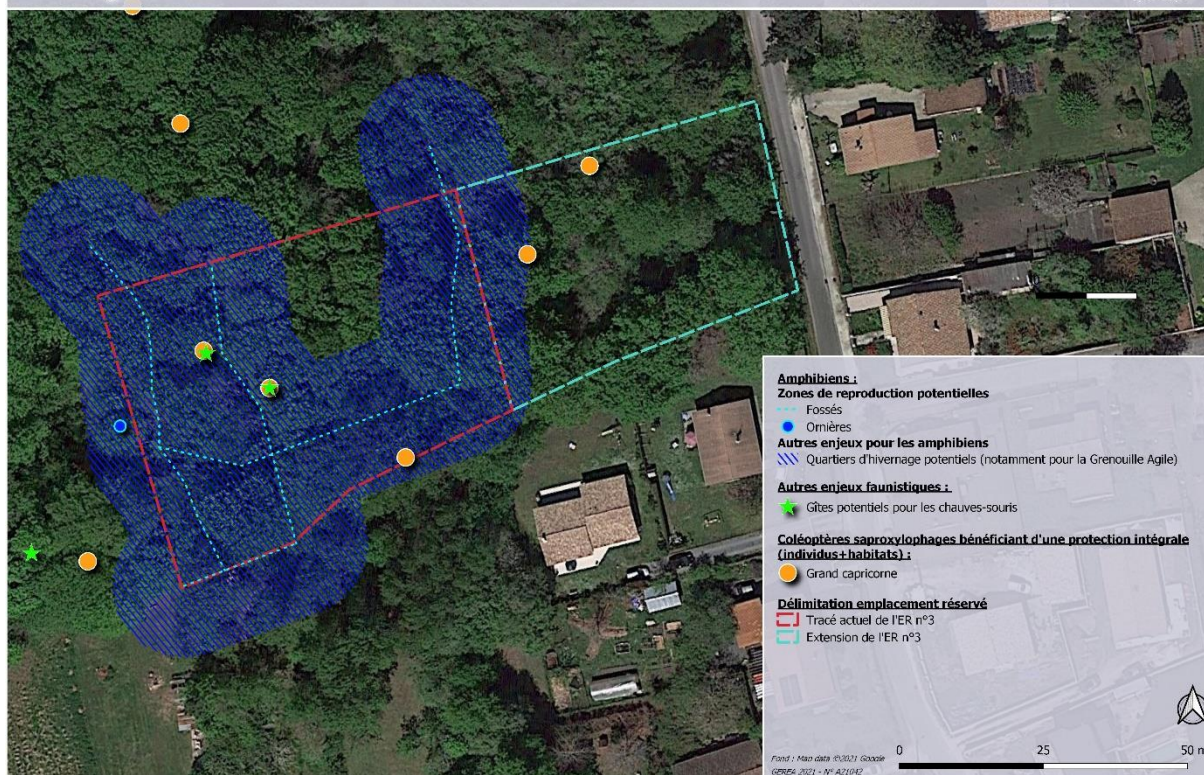 Amphibiens :
Zones de reproduction potentielles
Fossés
Ornières
Autres enjeux pour les amphibiens
Quartiers d'hivernage potentiels (notamment pour la Grenouille Agile)
Autres enjeux faunistiques :
Gîtes potentiels pour les chauves-souris
Coléoptères saproxylophages bénéficiant d'une protection intégrale
(individus+habitats) :
Grand capricorne
Délimitation emplacement réservé
Tracé actuel de l'ER n°3
Extension de l'ER n°3
Fond : Map data ©2021 Google
GEREA 2021 - N° A21042
0 25 50 m